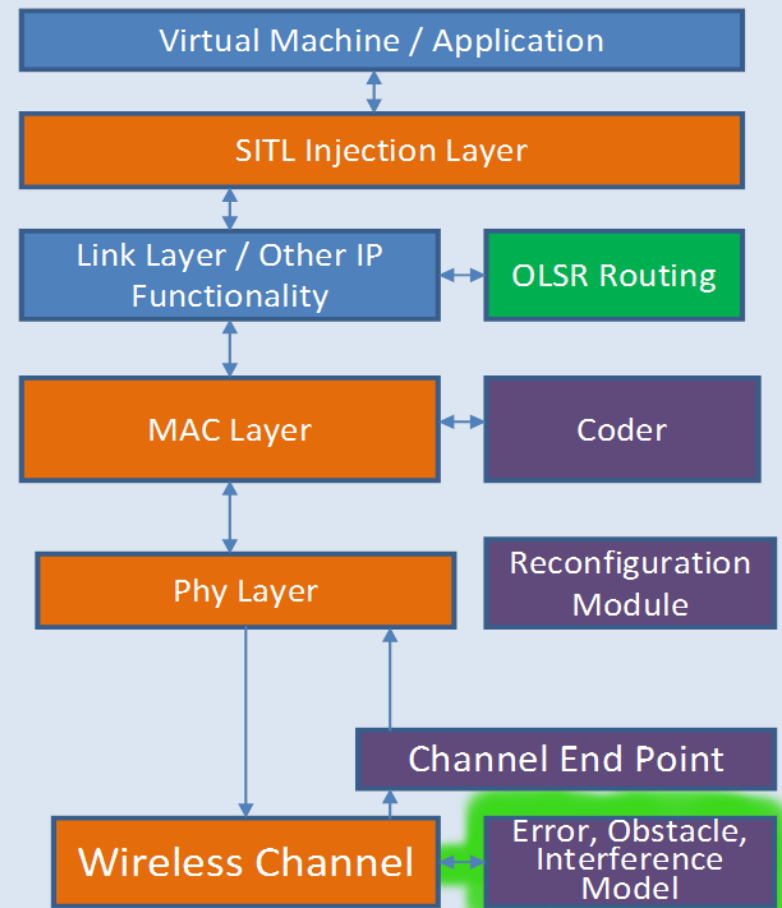 Virtual Machine / Application
SITL Injection Layer
Link Layer / Other IP
Functionality
OLSR Routing
MAC Layer
Coder
Phy Layer
Reconfiguration
Module
Channel End Point
Wireless Channel
Error, Obstacle,
Interference
Model